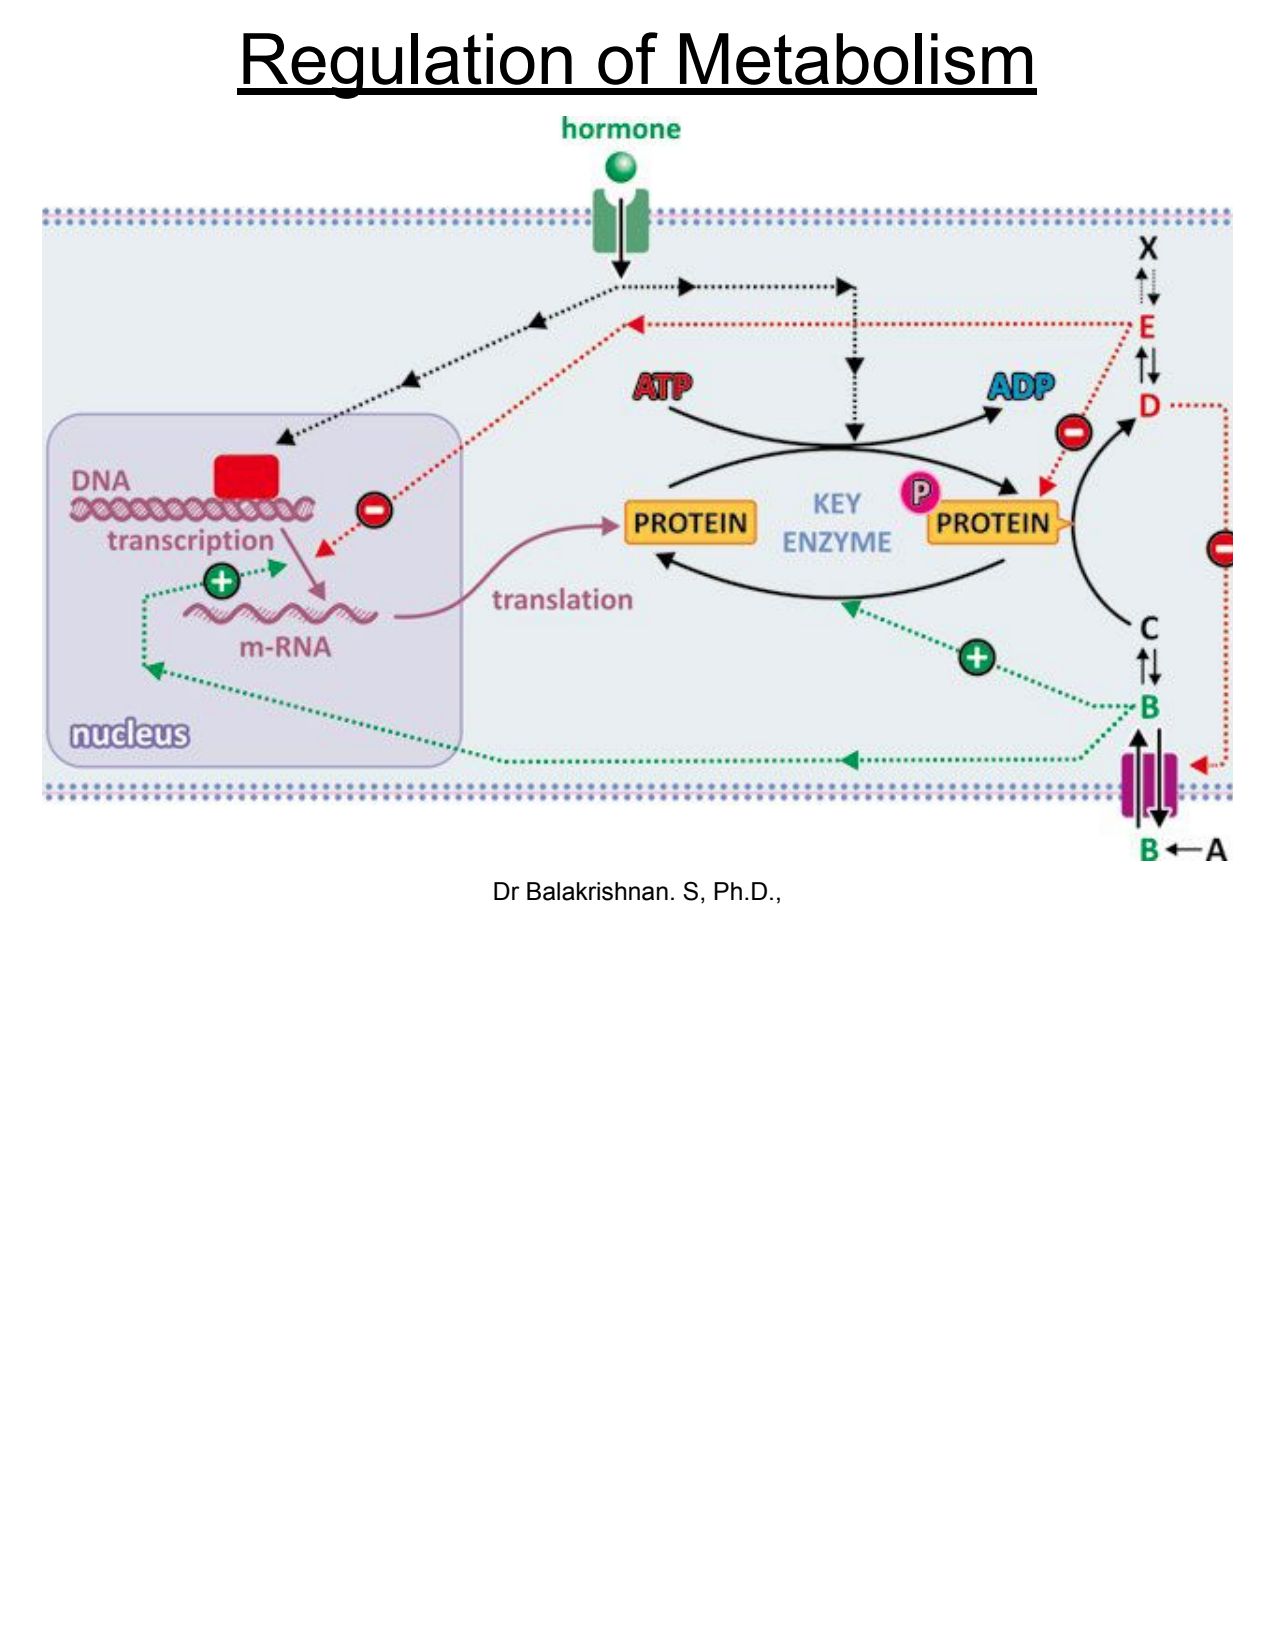 Regulation of Metabolism
hormone
X
E
ATP
ADP
D
DNA
P
PROTEIN
KEY
ENZYME
PROTEIN
transcription
translation
C
m-RNA
B
nucleus
B
A
Dr Balakrishnan. S, Ph.D.,